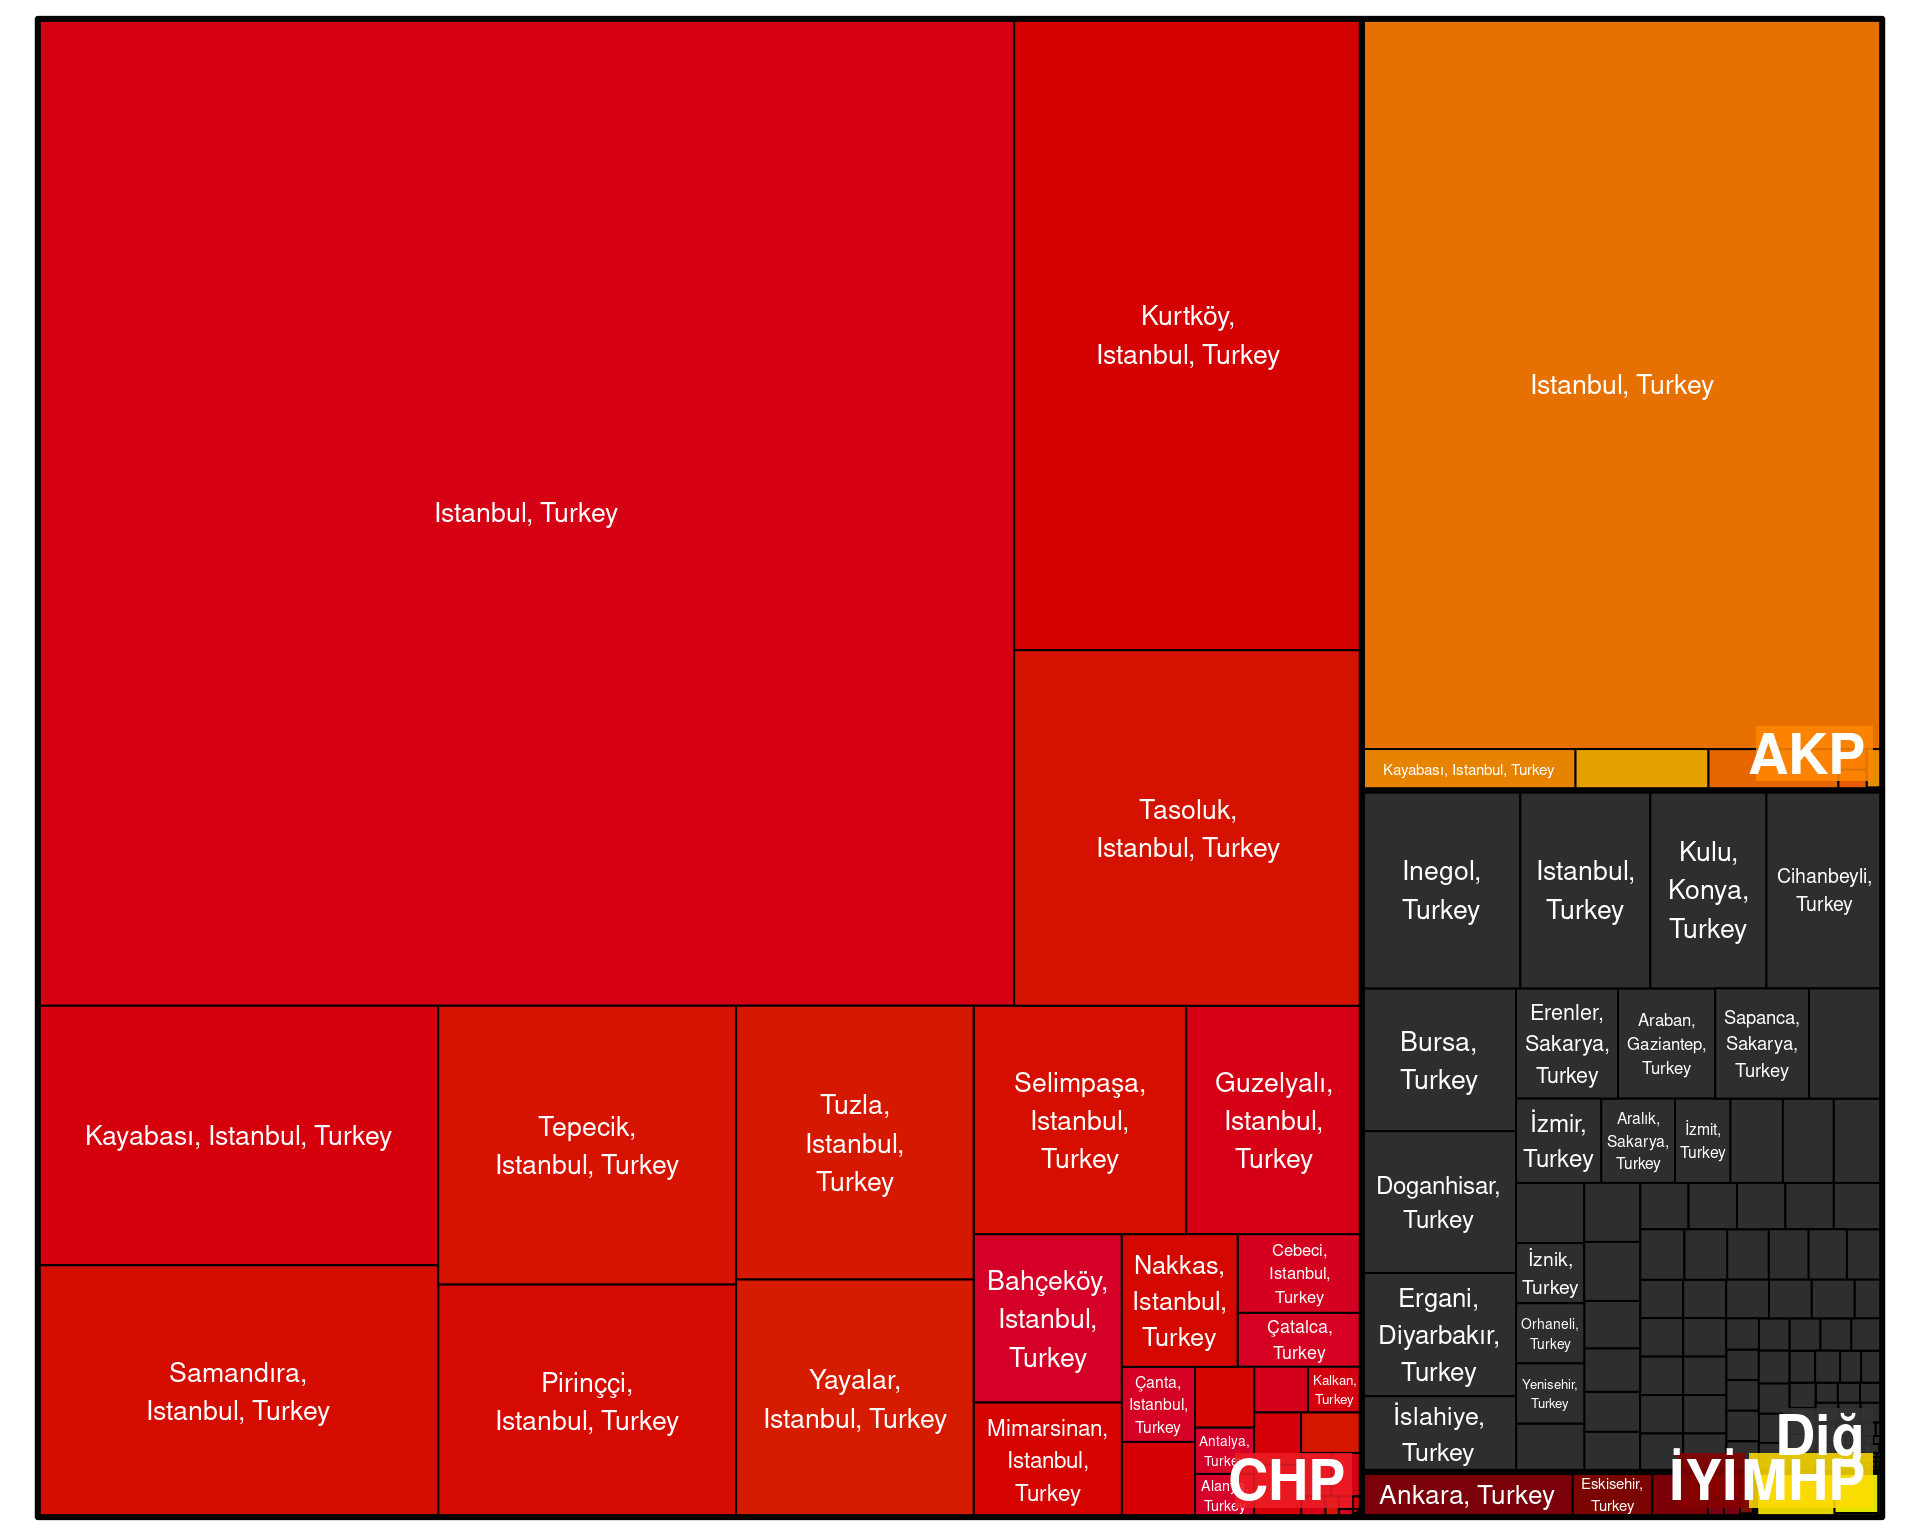 Istanbul, Turkey
Kurtköy,
Istanbul, Turkey
Tasoluk,
Istanbul, Turkey
Kayabası, Istanbul, Turkey
Samandıra,
Istanbul, Turkey
Tepecik,
Istanbul, Turkey
Pirinççi,
Istanbul, Turkey
Tuzla,
Istanbul,
Turkey
Yayalar,
Istanbul, Turkey
Selimpaşa,
Istanbul,
Turkey
Guzelyalı,
Istanbul,
Turkey
Bahçeköy,
Istanbul,
Turkey
Mimarsinan,
Istanbul,
Turkey
Nakkas,
Istanbul,
Turkey
Cebeci,
Istanbul,
Turkey
Çatalca,
Turkey
Çanta,
Istanbul,
Turkey
Kalkan,
Turkey
Antalya,
Turkey
Alanya,
Turkey
CHP
Istanbul, Turkey
Kayabası, Istanbul, Turkey
AKP
Inegol,
Turkey
Istanbul,
Turkey
Kulu,
Konya,
Turkey
Cihanbeyli,
Turkey
Bursa,
Turkey
Erenler,
Sakarya,
Turkey
Araban,
Gaziantep,
Turkey
Sapanca,
Sakarya,
Turkey
Doganhisar,
Turkey
İzmir,
Turkey
Aralık,
Sakarya,
Turkey
İzmit,
Turkey
Ergani,
Diyarbakır,
Turkey
İznik,
Turkey
Orhaneli,
Turkey
Yenisehir,
Turkey
İslahiye,
Turkey
Diğ
Ankara, Turkey
Eskisehir,
Turkey
İYİ
MHP